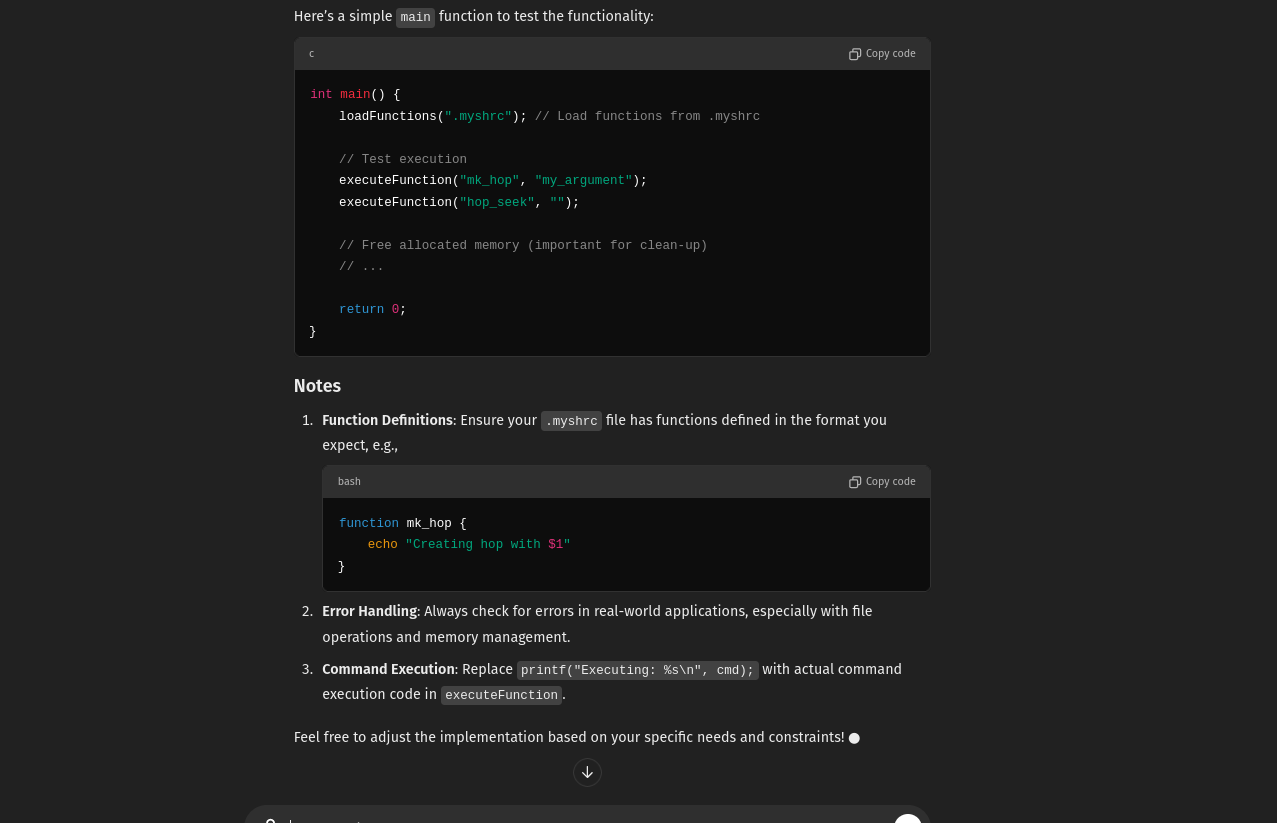 Here’s a simple main function to test the functionality:
c
Copy code
int main() {
    loadFunctions(".myshrc"); // Load functions from .myshrc
    // Test execution
    executeFunction("mk_hop", "my_argument");
    executeFunction("hop_seek", "");
    // Free allocated memory (important for clean-up)
    // ...
    return 0;
}
Notes
1. Function Definitions: Ensure your .myshrc file has functions defined in the format you
expect, e.g.,
bash
Copy code
function mk_hop {
    echo "Creating hop with $1"
}
2. Error Handling: Always check for errors in real-world applications, especially with file
operations and memory management.
3. Command Execution: Replace printf("Executing: %s\n", cmd); with actual command
execution code in executeFunction.
Feel free to adjust the implementation based on your specific needs and constraints!